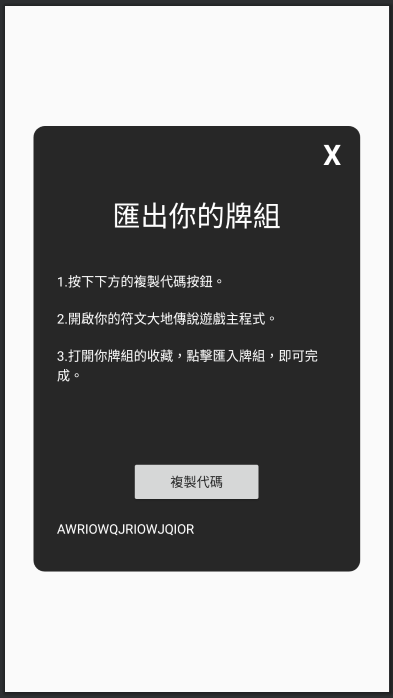 X
匯出你的牌組
1.按下下方的複製代碼按鈕。
2.開啟你的符文大地傳說遊戲主程式。
3.打開你牌組的收藏，點擊匯入牌組，即可完
成。
複製代碼
AWRIOWQJRIOWJQIOR